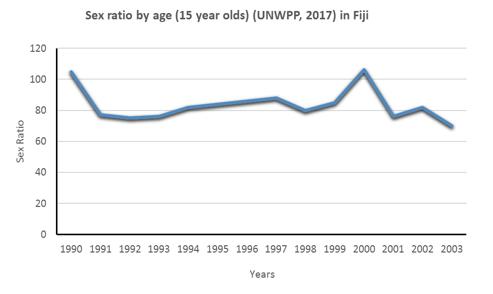 Sex ratio by age (15 year olds) (UNWPP, 2017) in Fiji
120
100
80
60
40
20
0
Sex Ratio
1990 1991 1992 1993 1994 1995 1996 1997 1998 1999 2000 2001 2002 2003
Years